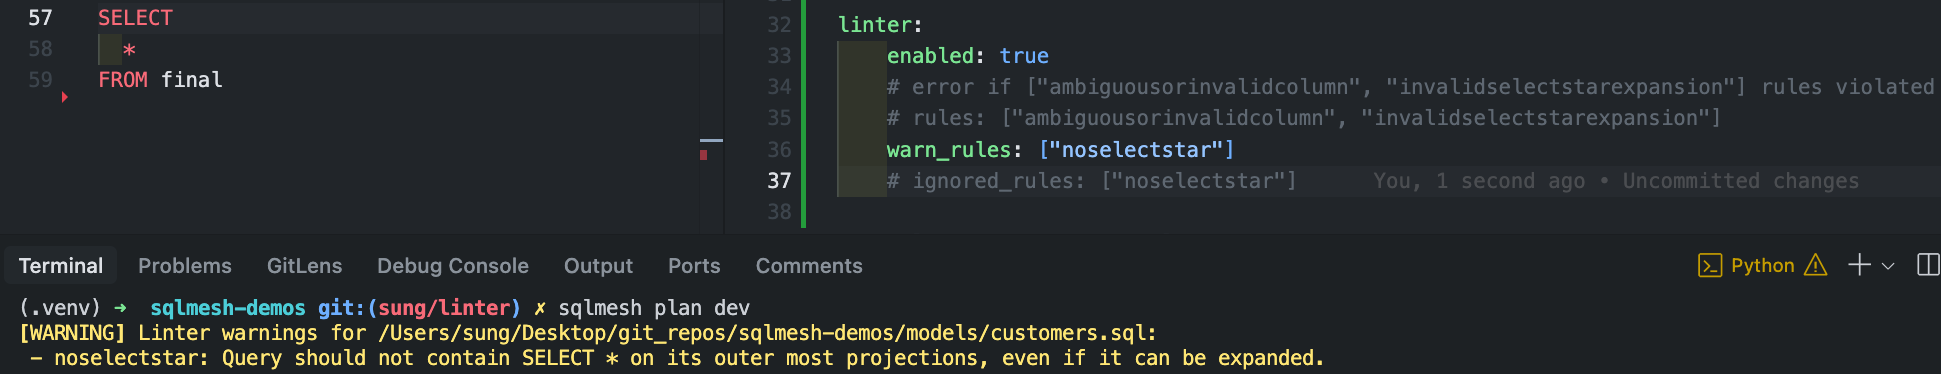 57 SELECT
58 *
59 FROM final
32 linter:
33 enabled: true
34 # error if ["ambiguousorinvalidcolumn", "invalidselectstarexpansion"] rules violated
35 # rules: ["ambiguousorinvalidcolumn", "invalidselectstarexpansion"]
36 warn_rules: ["noselectstar"]
37 # ignored_rules: ["noselectstar"] You, 1 second ago • Uncommitted changes
38
Terminal Problems GitLens Debug Console Output Ports Comments Python
(.venv) ➜ sqlmesh-demos git:(sung/linter) ✗ sqlmesh plan dev
[WARNING] Linter warnings for /Users/sung/Desktop/git_repos/sqlmesh-demos/models/customers.sql:
- noselectstar: Query should not contain SELECT * on its outer most projections, even if it can be expanded.